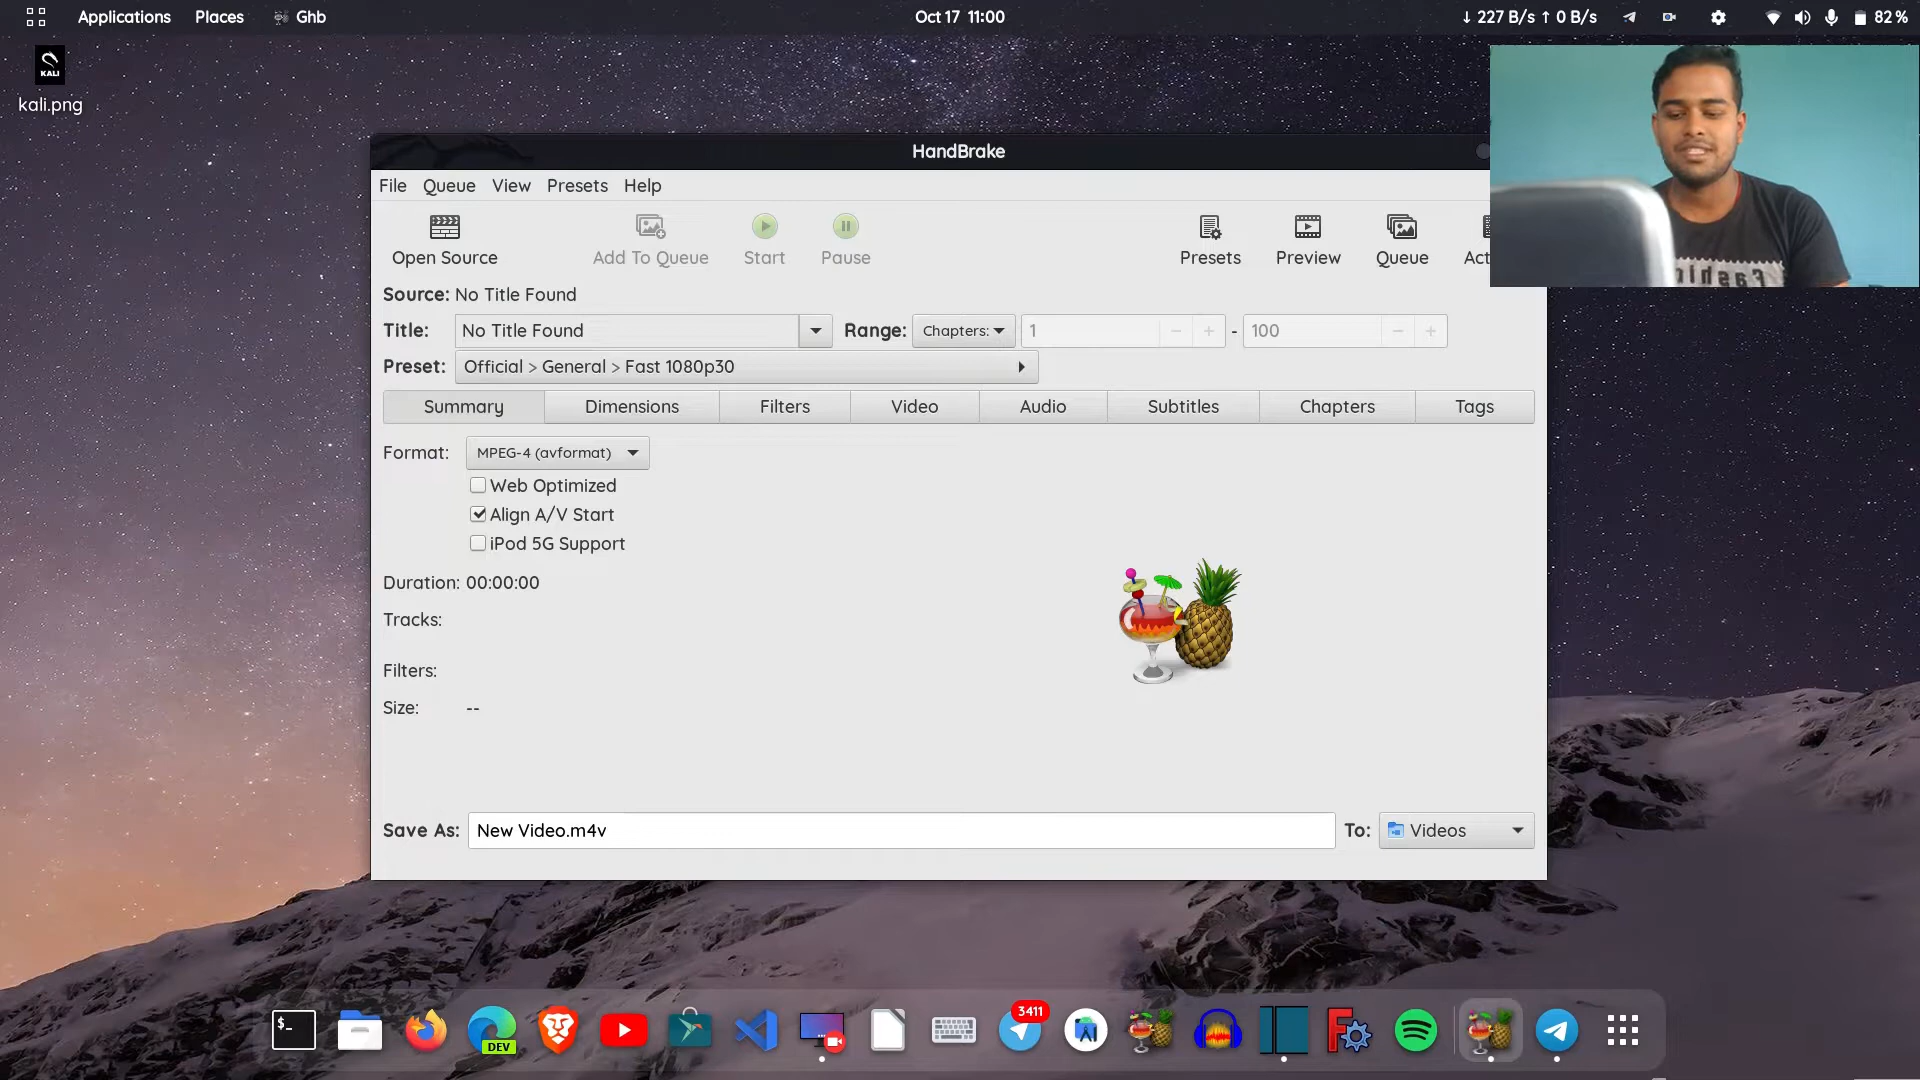 Applications Places Ghb Oct 17 11:00 ↓ 227 B/s ↑ 0 B/s 82 %
KALI
kali.png
HandBrake
File Queue View Presets Help
Open Source Add To Queue Start Pause Presets Preview Queue Act
Source: No Title Found
Title: No Title Found Range: Chapters: 1 - 100
Preset: Official > General > Fast 1080p30
Summary Dimensions Filters Video Audio Subtitles Chapters Tags
Format: MPEG-4 (avformat)
Web Optimized
Align A/V Start
iPod 5G Support
Duration: 00:00:00
Tracks:
Filters:
Size: --
Save As: New Video.m4v To: Videos
$_ DEV 3411